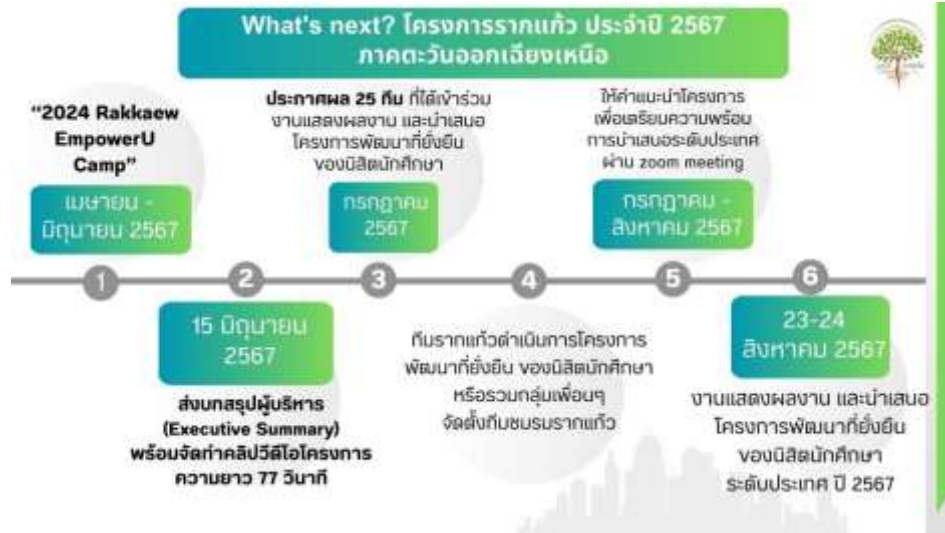 What's next? โครงการรากแก้ว ประจำปี 2567
ภาคตะวันออกเฉียงเหนือ
“2024 Rakkaew
EmpowerU
Camp”
เมษายน -
มิถุนายน 2567
1
2
15 มิถุนายน
2567
ส่งบทสรุปผู้บริหาร
(Executive Summary)
พร้อมจัดทำคลิปวีดีโอโครงการ
ความยาว 77 วินาที
ประกาศผล 25 ทีม ที่ได้เข้าร่วม
งานแสดงผลงาน และนำเสนอ
โครงการพัฒนาที่ยั่งยืน
ของนิสิตนักศึกษา
กรกฎาคม
2567
3
4
ทีมรากแก้วดำเนินการโครงการ
พัฒนาที่ยั่งยืน ของนิสิตนักศึกษา
หรือรวมกลุ่มเพื่อนๆ
จัดตั้งทีมชมรมรากแก้ว
ให้คำแนะนำโครงการ
เพื่อเตรียมความพร้อม
การนำเสนอระดับประเทศ
ผ่าน zoom meeting
กรกฎาคม -
สิงหาคม 2567
5
6
23-24
สิงหาคม 2567
งานแสดงผลงาน และนำเสนอ
โครงการพัฒนาที่ยั่งยืน
ของนิสิตนักศึกษา
ระดับประเทศ ปี 2567